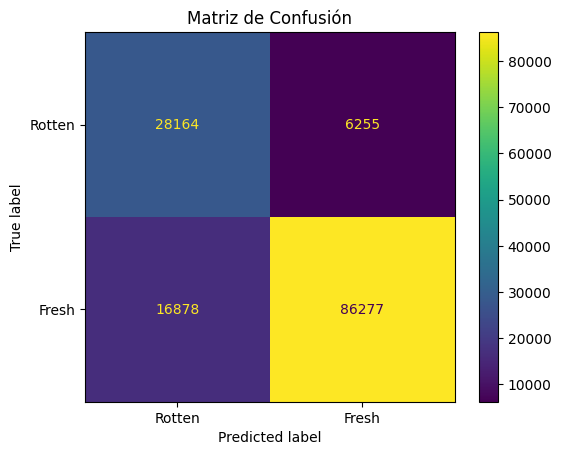 Matriz de Confusión
Rotten
28164
6255
Fresh
16878
86277
Rotten
Fresh
Predicted label
True label
80000
70000
60000
50000
40000
30000
20000
10000